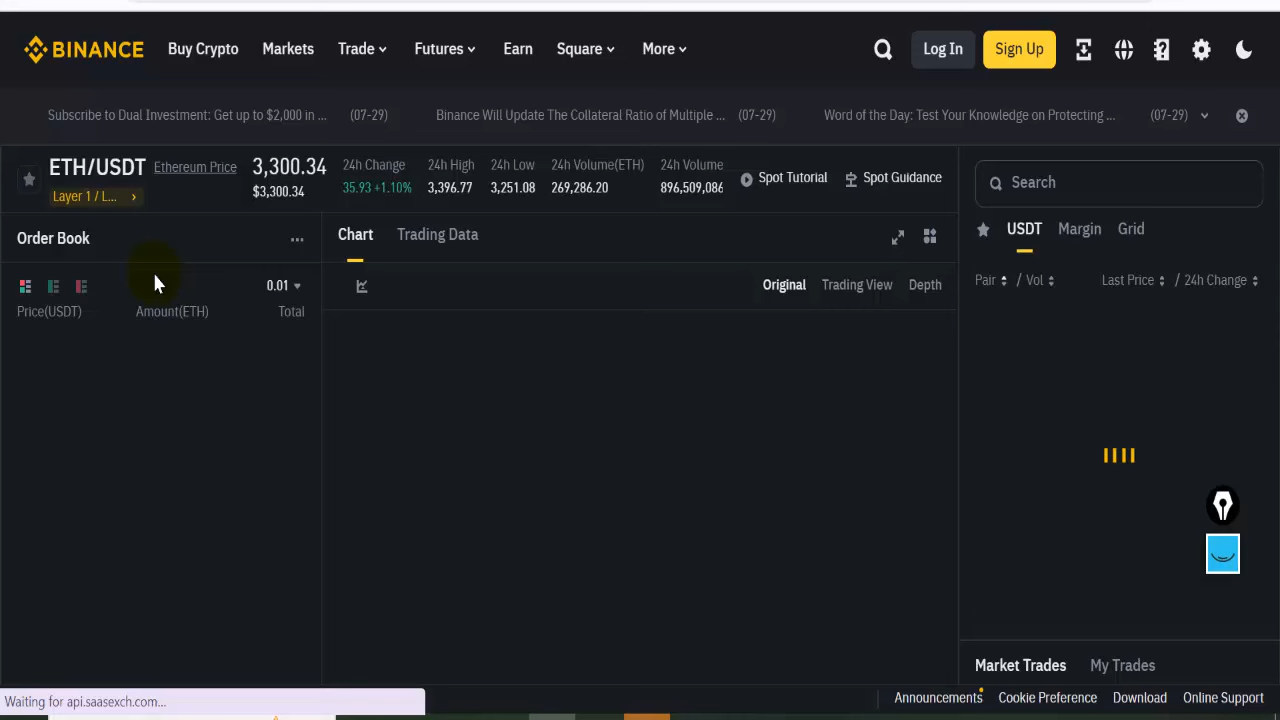 BINANCE Buy Crypto Markets Trade Futures Earn Square More Log In Sign Up
Subscribe to Dual Investment: Get up to $2,000 in ... (07-29) Binance Will Update The Collateral Ratio of Multiple ... (07-29) Word of the Day: Test Your Knowledge on Protecting ... (07-29)
ETH/USDT Ethereum Price 3,300.34 24h Change 24h High 24h Low 24h Volume(ETH) 24h Volume
Layer 1 / L... $3,300.34 35.93 +1.10% 3,396.77 3,251.08 269,286.20 896,509,086 Spot Tutorial Spot Guidance
Search
Order Book ... Chart Trading Data
USDT Margin Grid
0.01 Original Trading View Depth
Pair / Vol Last Price / 24h Change
Price(USDT) Amount(ETH) Total
Market Trades My Trades
Waiting for api.saasexch.com... Announcements Cookie Preference Download Online Support